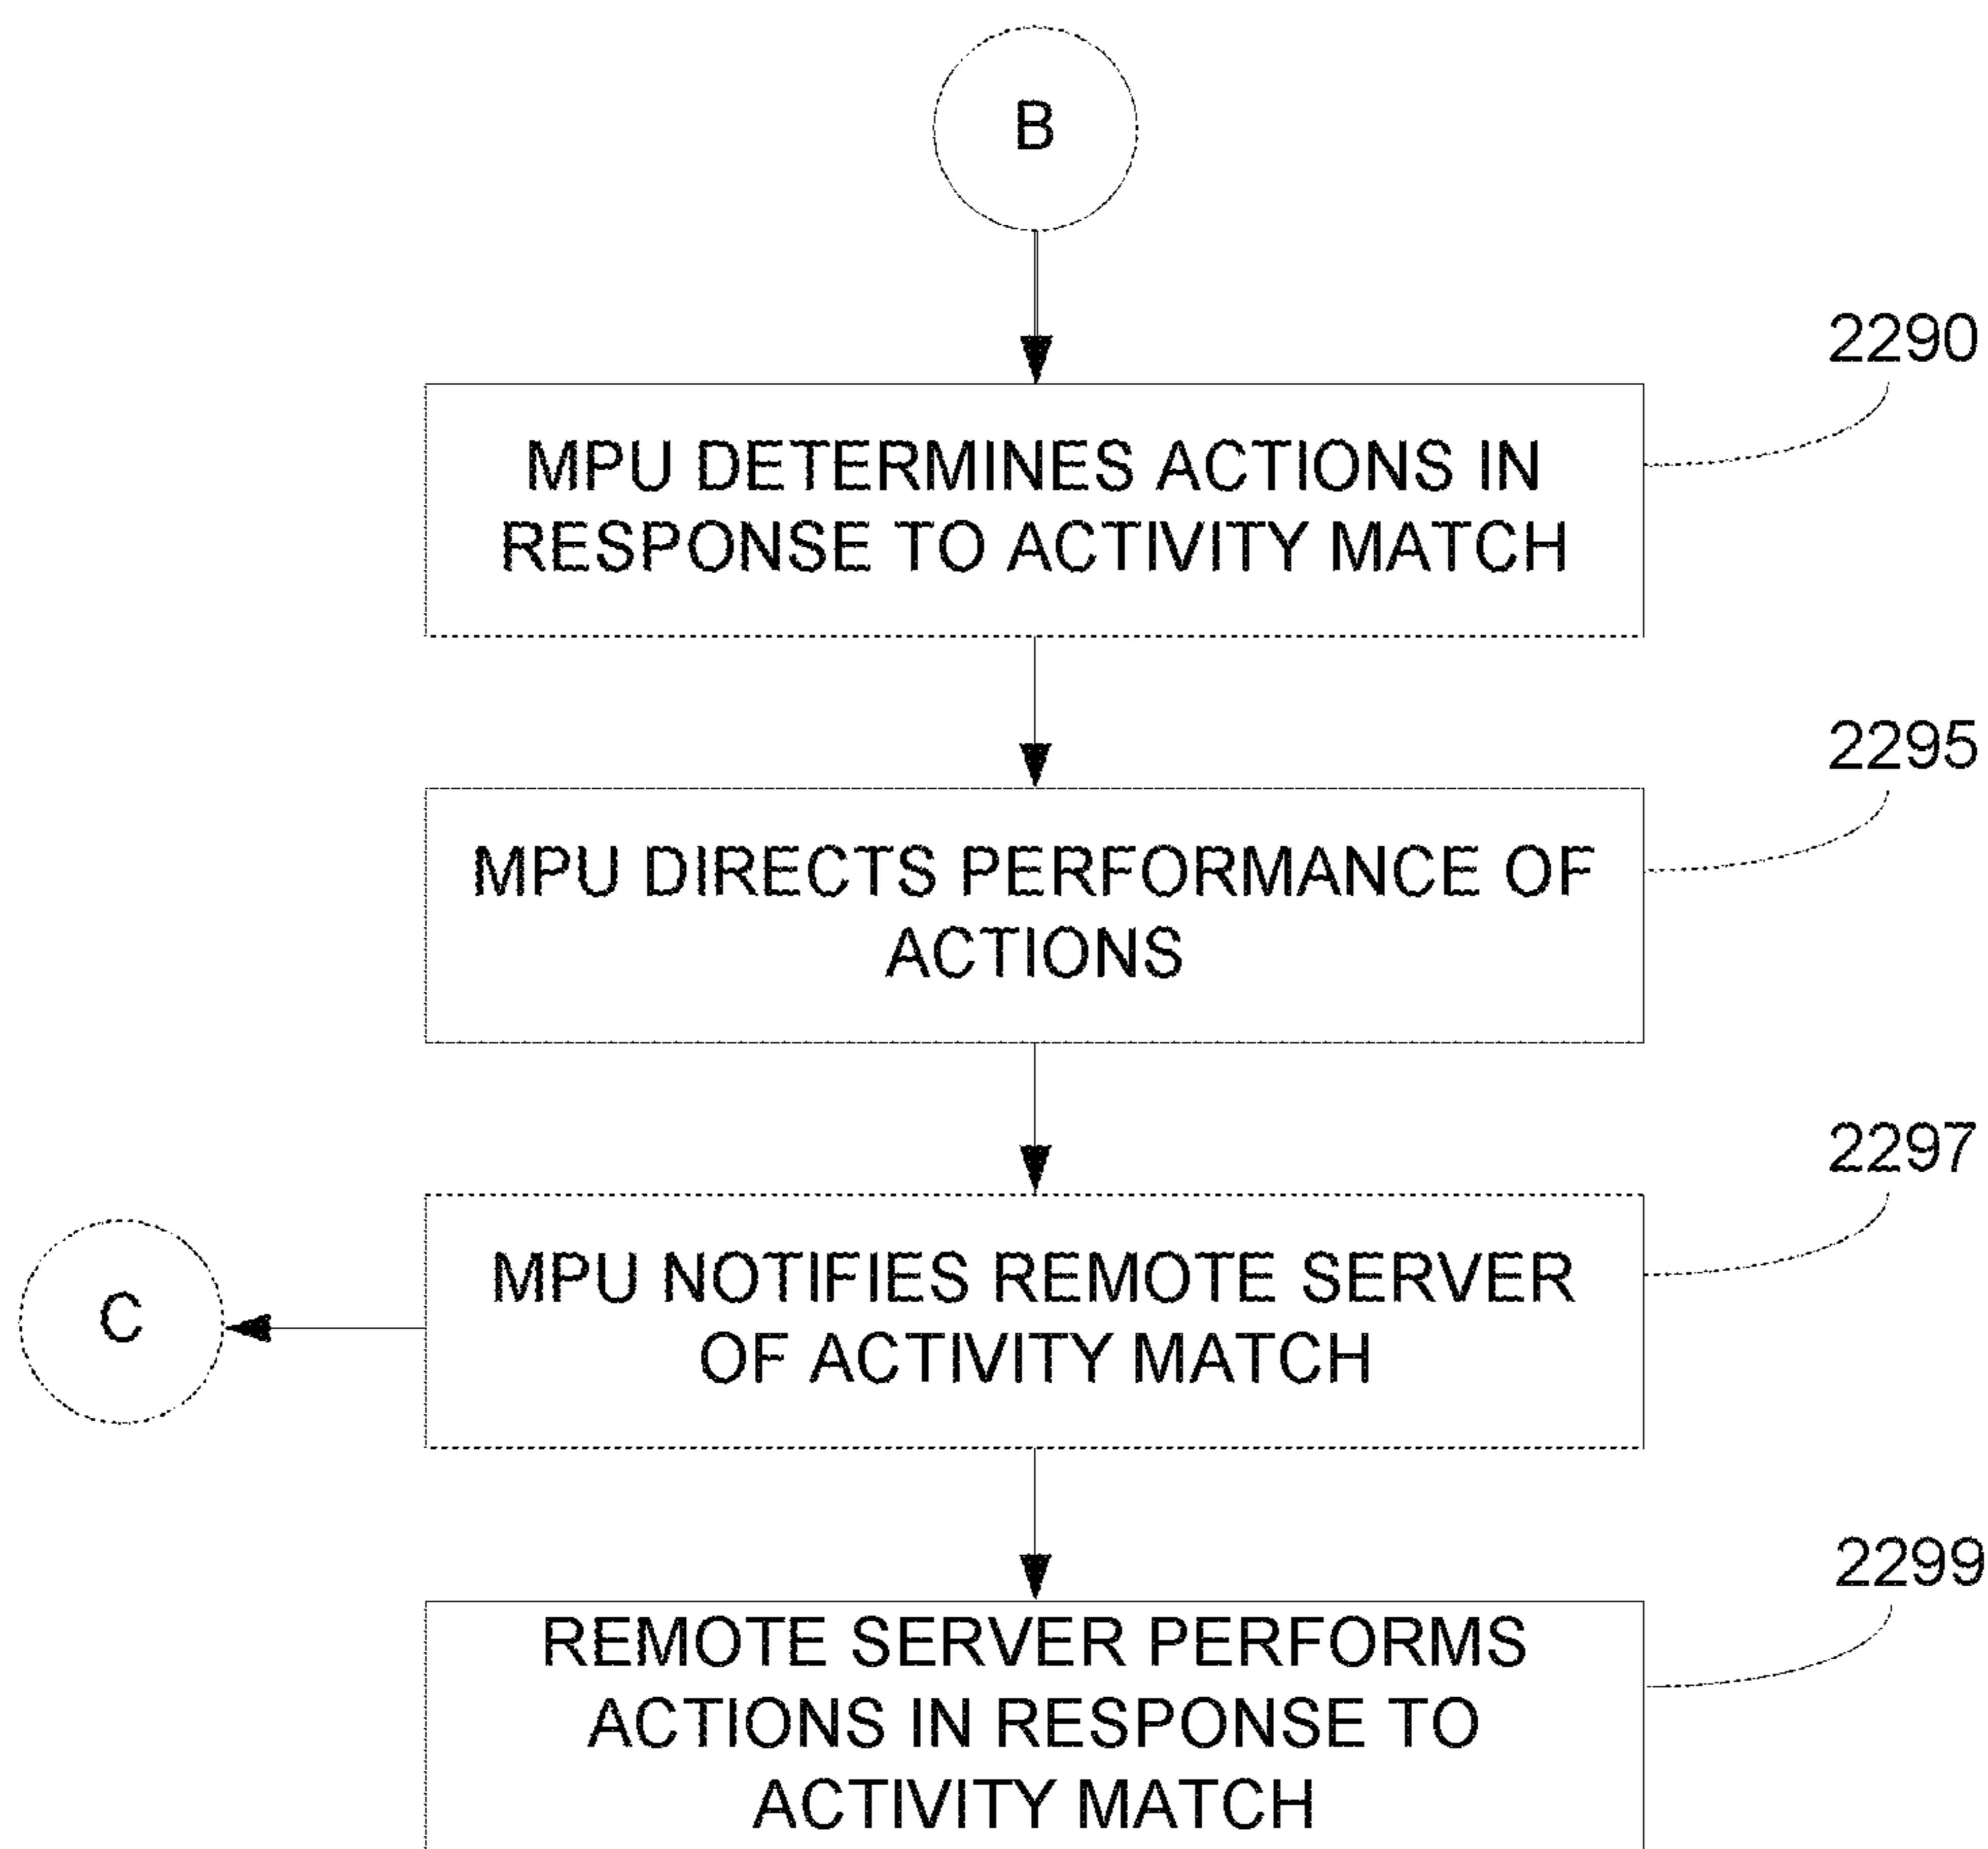 B
2290
MPU DETERMINES ACTIONS IN
RESPONSE TO ACTIVITY MATCH
2295
MPU DIRECTS PERFORMANCE OF
ACTIONS
2297
MPU NOTIFIES REMOTE SERVER
OF ACTIVITY MATCH
C
2299
REMOTE SERVER PERFORMS
ACTIONS IN RESPONSE TO
ACTIVITY MATCH